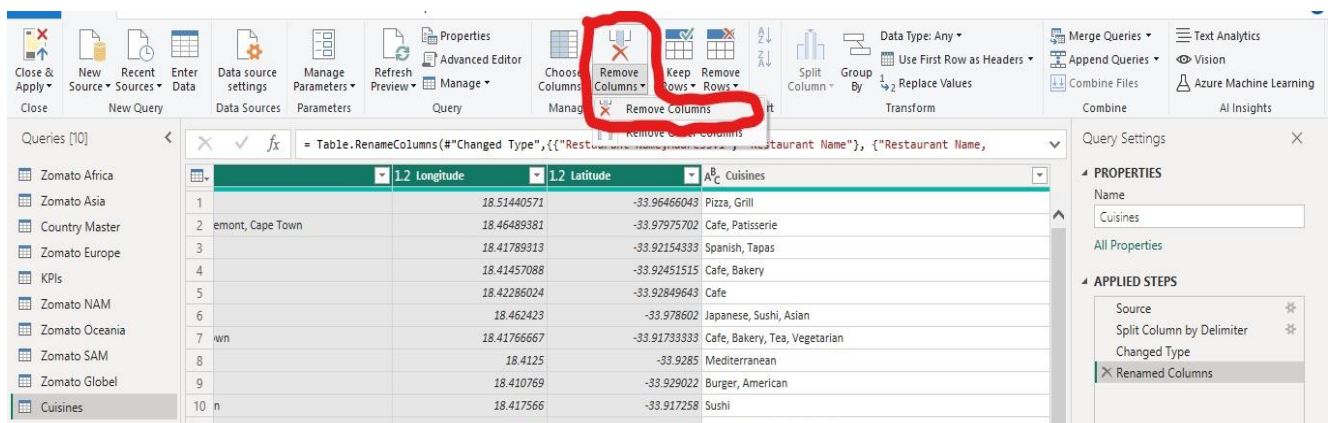 Close & Apply
New Source
Recent Sources
Enter Data
Data source settings
Manage Parameters
Refresh Preview
Properties
Advanced Editor
Manage
Choose Columns
Remove Columns
Keep Rows
Remove Rows
Split Column
Group By
Data Type: Any
Use First Row as Headers
Replace Values
Merge Queries
Append Queries
Combine Files
Text Analytics
Vision
Azure Machine Learning
Close
New Query
Data Sources
Parameters
Query
Transform
Combine
AI Insights
Remove Columns
Queries [10]
Zomato Africa
Zomato Asia
Country Master
Zomato Europe
KPIs
Zomato NAM
Zomato Oceania
Zomato SAM
Zomato Globel
Cuisines
fx
= Table.RenameColumns(#"Changed Type",{{"Restaurant Name, "Restaurant Name"}, {"Restaurant Name,
1.2 Longitude 1.2 Latitude ABC Cuisines
1 18.51440571 -33.96466043 Pizza, Grill
2 emont, Cape Town 18.46489381 -33.97975702 Cafe, Patisserie
3 18.41789313 -33.92154333 Spanish, Tapas
4 18.41457088 -33.92451515 Cafe, Bakery
5 18.42286024 -33.92849643 Cafe
6 18.462423 -33.978602 Japanese, Sushi, Asian
7 own 18.41766667 -33.91733333 Cafe, Bakery, Tea, Vegetarian
8 18.4125 -33.9285 Mediterranean
9 18.410769 -33.929022 Burger, American
10 n 18.417566 -33.917258 Sushi
Query Settings
PROPERTIES
Name
Cuisines
All Properties
APPLIED STEPS
Source
Split Column by Delimiter
Changed Type
Renamed Columns